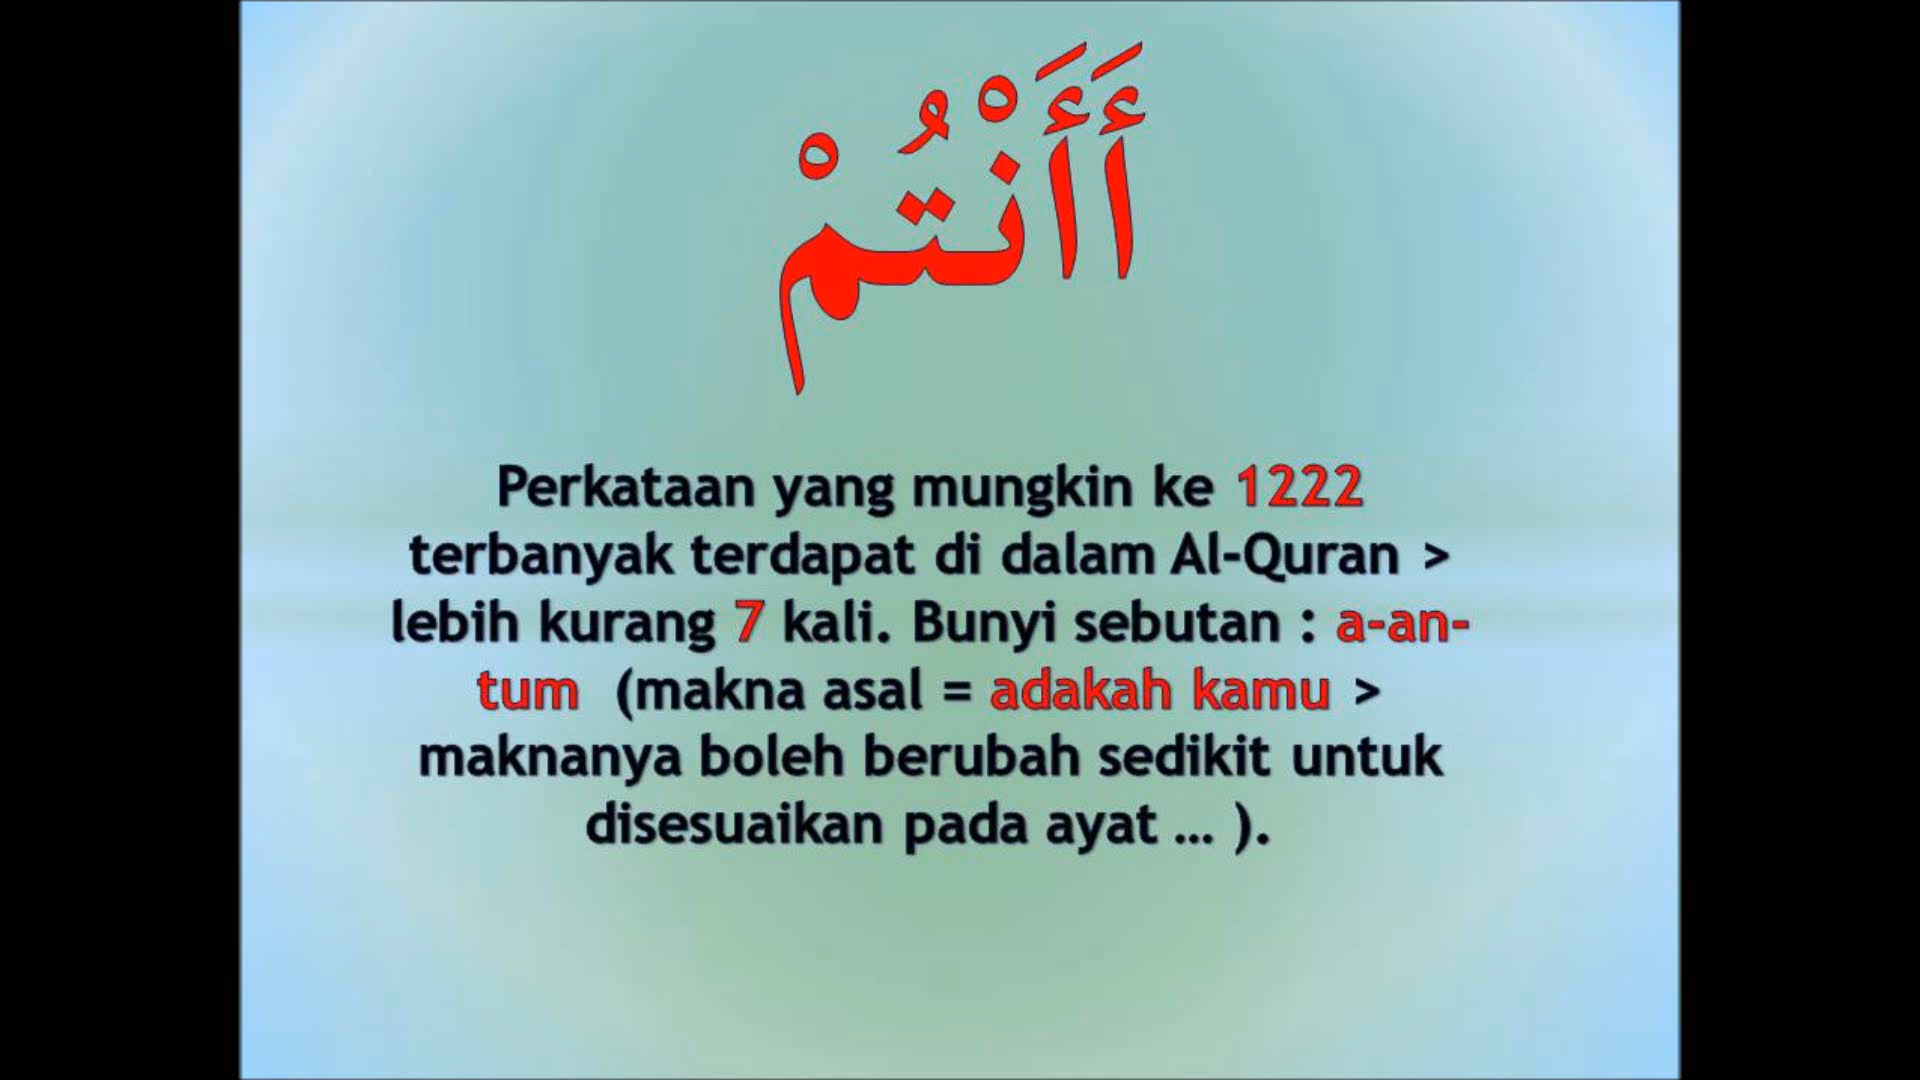 أَأَنْتُمْ
Perkataan yang mungkin ke 1222
terbanyak terdapat di dalam Al-Quran >
lebih kurang 7 kali. Bunyi sebutan : a-an-
tum (makna asal = adakah kamu >
maknanya boleh berubah sedikit untuk
disesuaikan pada ayat ... ).